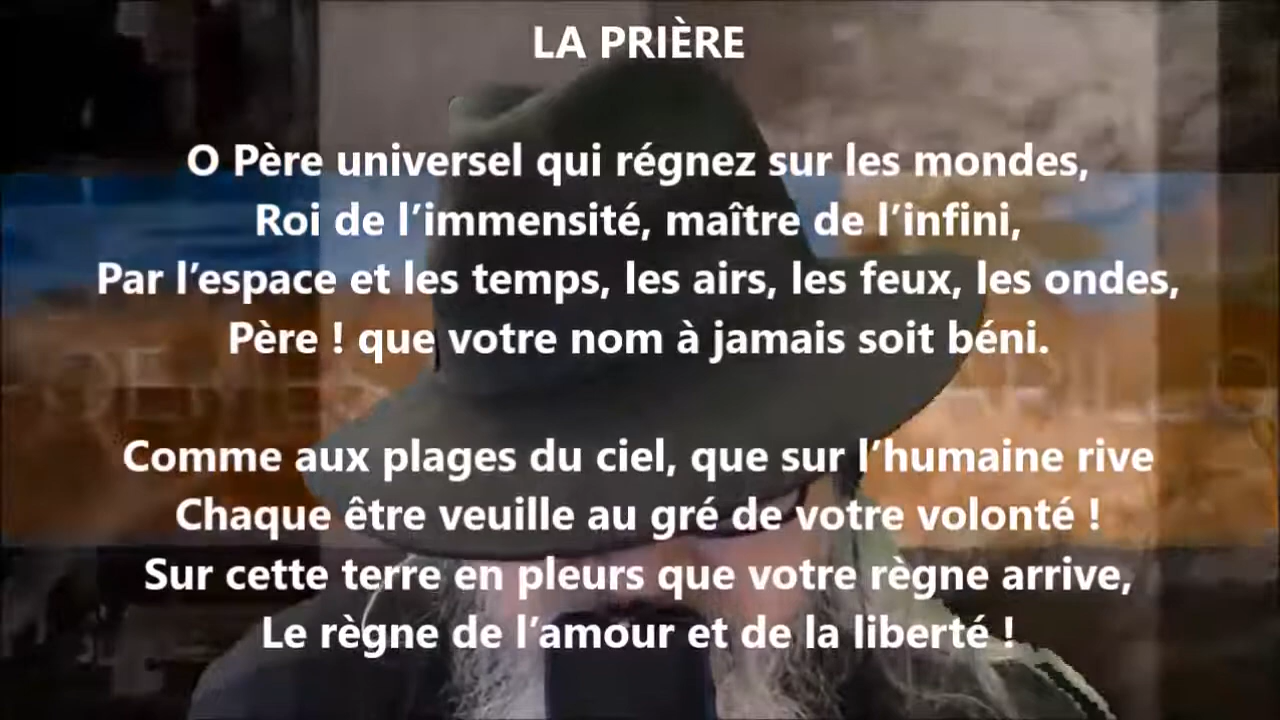 LA PRIÈRE
O Père universel qui régnez sur les mondes,
Roi de l’immensité, maître de l’infini,
Par l’espace et les temps, les airs, les feux, les ondes,
Père ! que votre nom à jamais soit béni.
Comme aux plages du ciel, que sur l’humaine rive
Chaque être veuille au gré de votre volonté !
Sur cette terre en pleurs que votre règne arrive,
Le règne de l’amour et de la liberté !